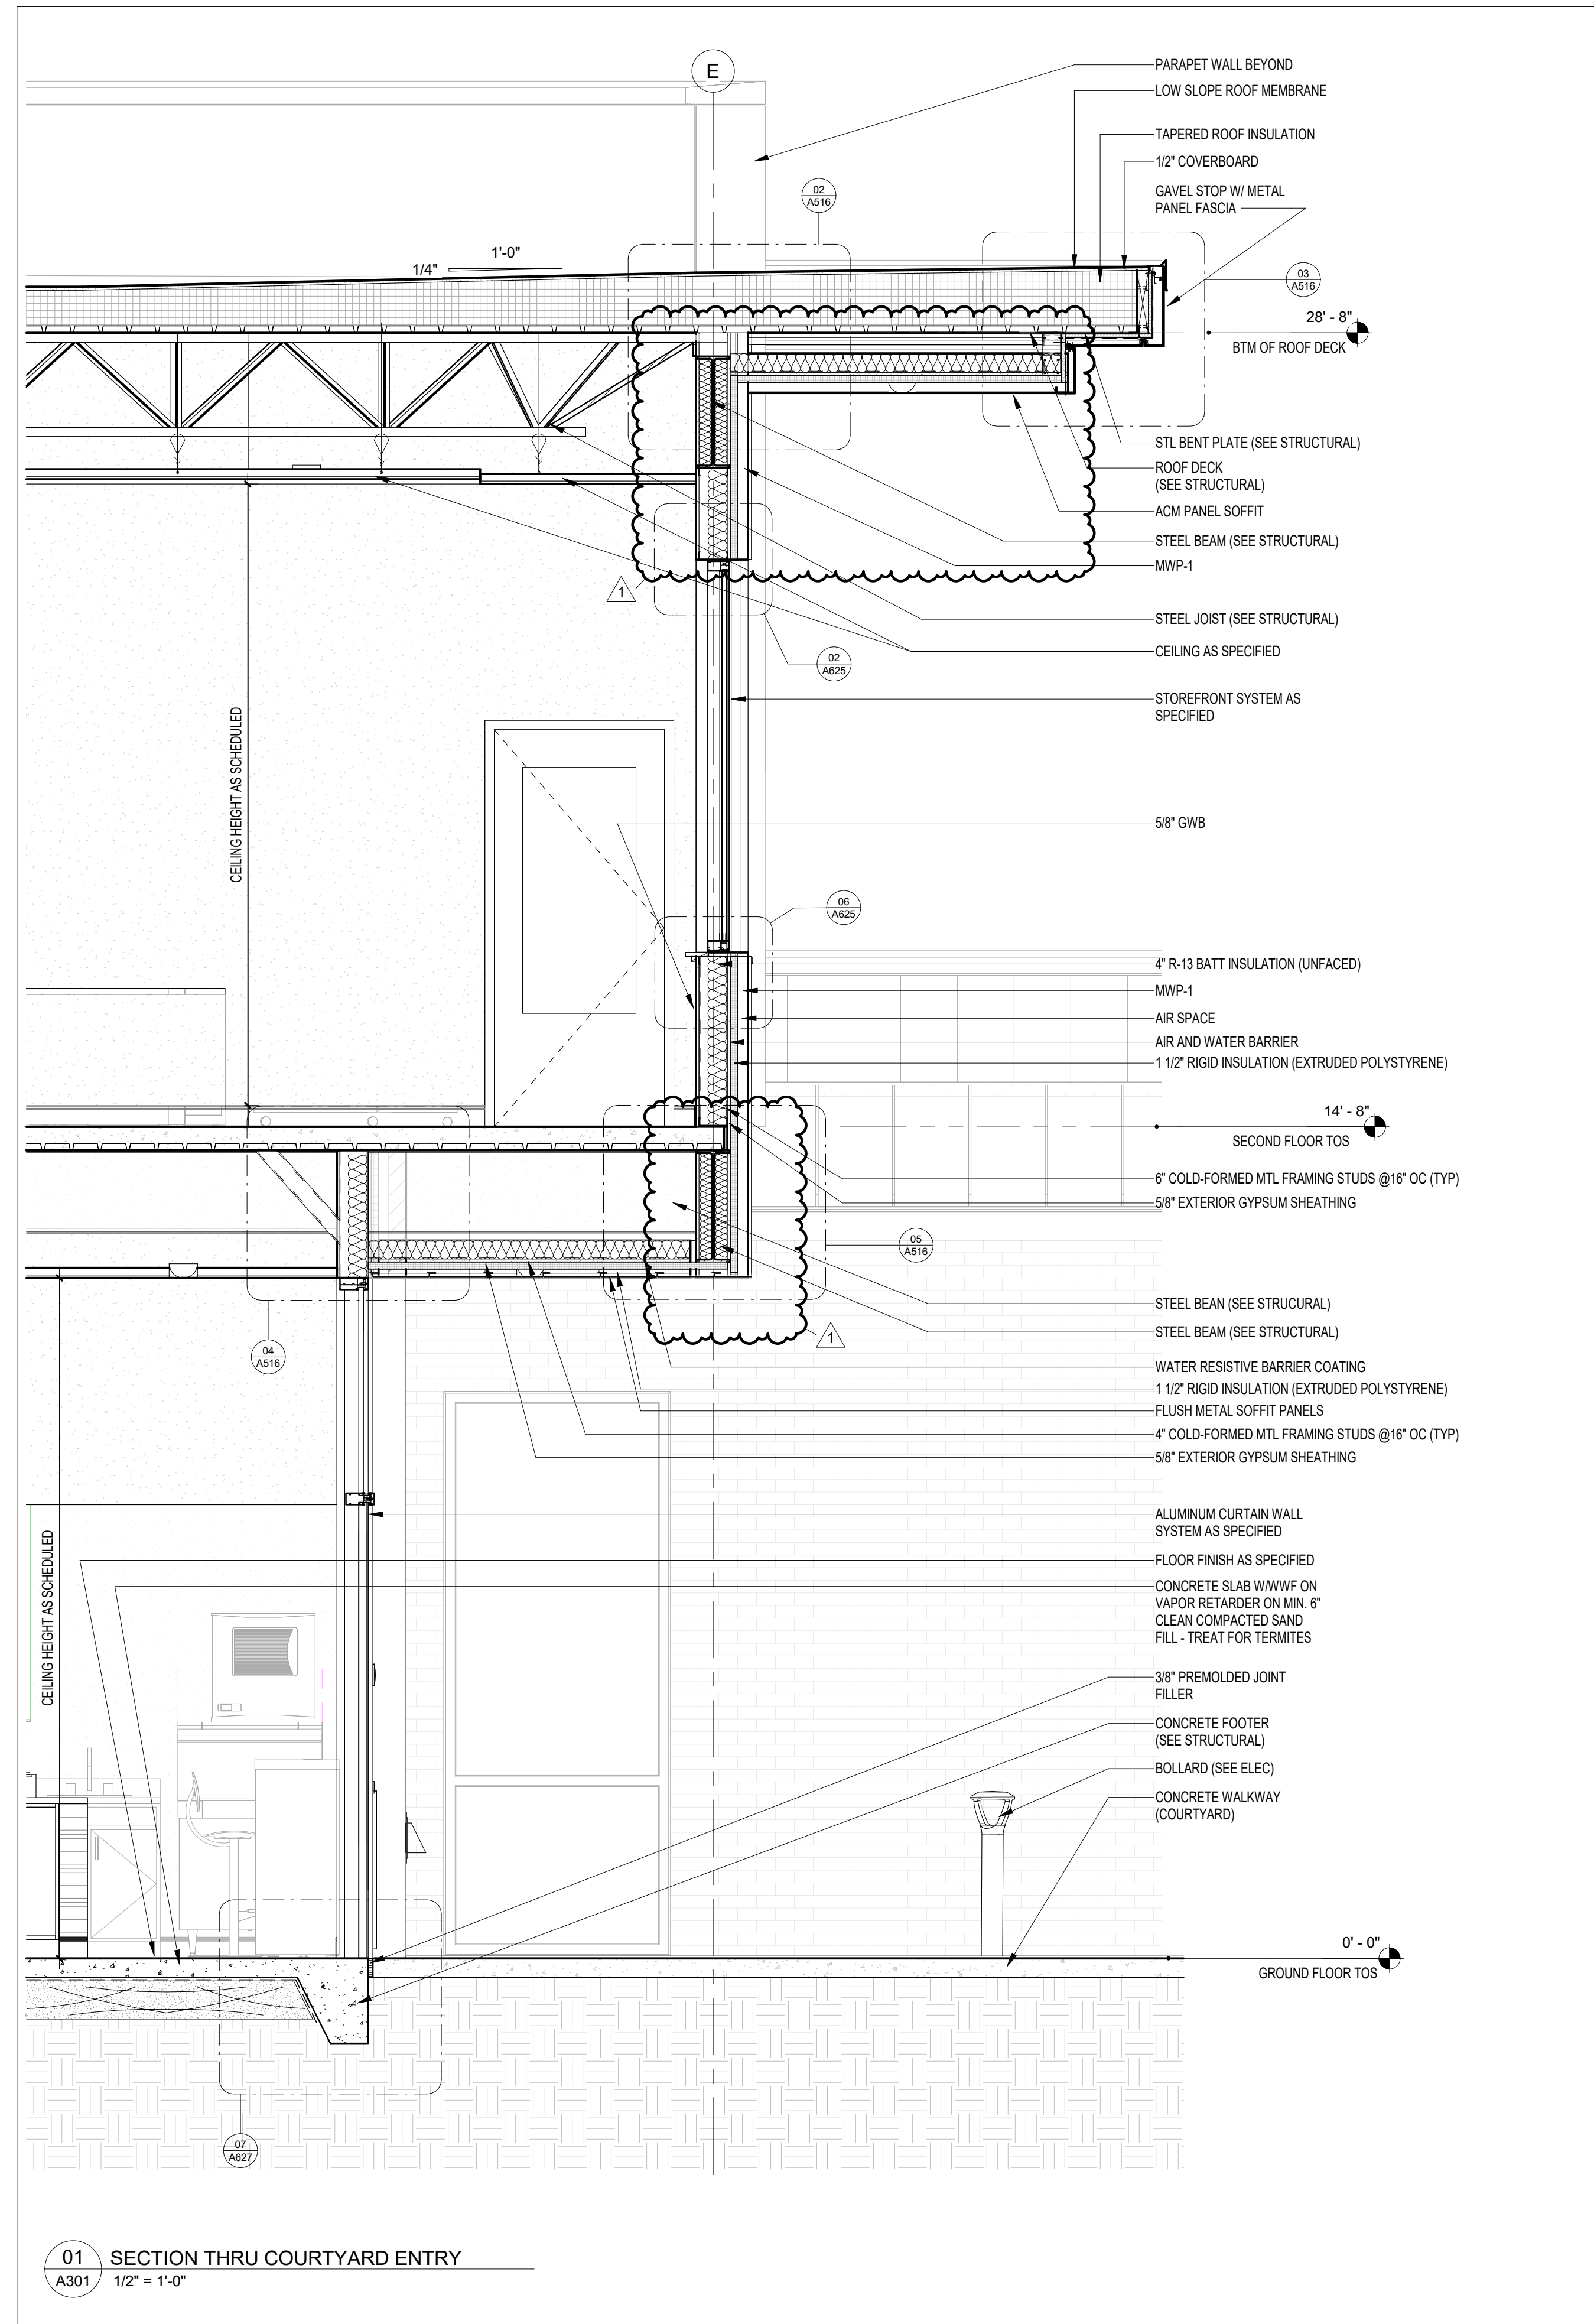 E
PARAPET WALL BEYOND
LOW SLOPE ROOF MEMBRANE
TAPERED ROOF INSULATION
1/2" COVERBOARD
GAVEL STOP W/ METAL
PANEL FASCIA
02
A516
1'-0"
1/4"
03
A516
28' - 8"
BTM OF ROOF DECK
STL BENT PLATE (SEE STRUCTURAL)
ROOF DECK
(SEE STRUCTURAL)
ACM PANEL SOFFIT
STEEL BEAM (SEE STRUCTURAL)
MWP-1
1
STEEL JOIST (SEE STRUCTURAL)
CEILING AS SPECIFIED
02
A625
STOREFRONT SYSTEM AS
SPECIFIED
CEILING HEIGHT AS SCHEDULED
5/8" GWB
06
A625
4" R-13 BATT INSULATION (UNFACED)
MWP-1
AIR SPACE
AIR AND WATER BARRIER
1 1/2" RIGID INSULATION (EXTRUDED POLYSTYRENE)
14' - 8"
SECOND FLOOR TOS
6" COLD-FORMED MTL FRAMING STUDS @16" OC (TYP)
5/8" EXTERIOR GYPSUM SHEATHING
05
A516
STEEL BEAN (SEE STRUCURAL)
STEEL BEAM (SEE STRUCTURAL)
1
04
A516
WATER RESISTIVE BARRIER COATING
1 1/2" RIGID INSULATION (EXTRUDED POLYSTYRENE)
FLUSH METAL SOFFIT PANELS
4" COLD-FORMED MTL FRAMING STUDS @16" OC (TYP)
5/8" EXTERIOR GYPSUM SHEATHING
ALUMINUM CURTAIN WALL
SYSTEM AS SPECIFIED
CEILING HEIGHT AS SCHEDULED
FLOOR FINISH AS SPECIFIED
CONCRETE SLAB W/WWF ON
VAPOR RETARDER ON MIN. 6"
CLEAN COMPACTED SAND
FILL - TREAT FOR TERMITES
3/8" PREMOLDED JOINT
FILLER
CONCRETE FOOTER
(SEE STRUCTURAL)
BOLLARD (SEE ELEC)
CONCRETE WALKWAY
(COURTYARD)
0' - 0"
GROUND FLOOR TOS
07
A627
01
A301
SECTION THRU COURTYARD ENTRY
1/2" = 1'-0"